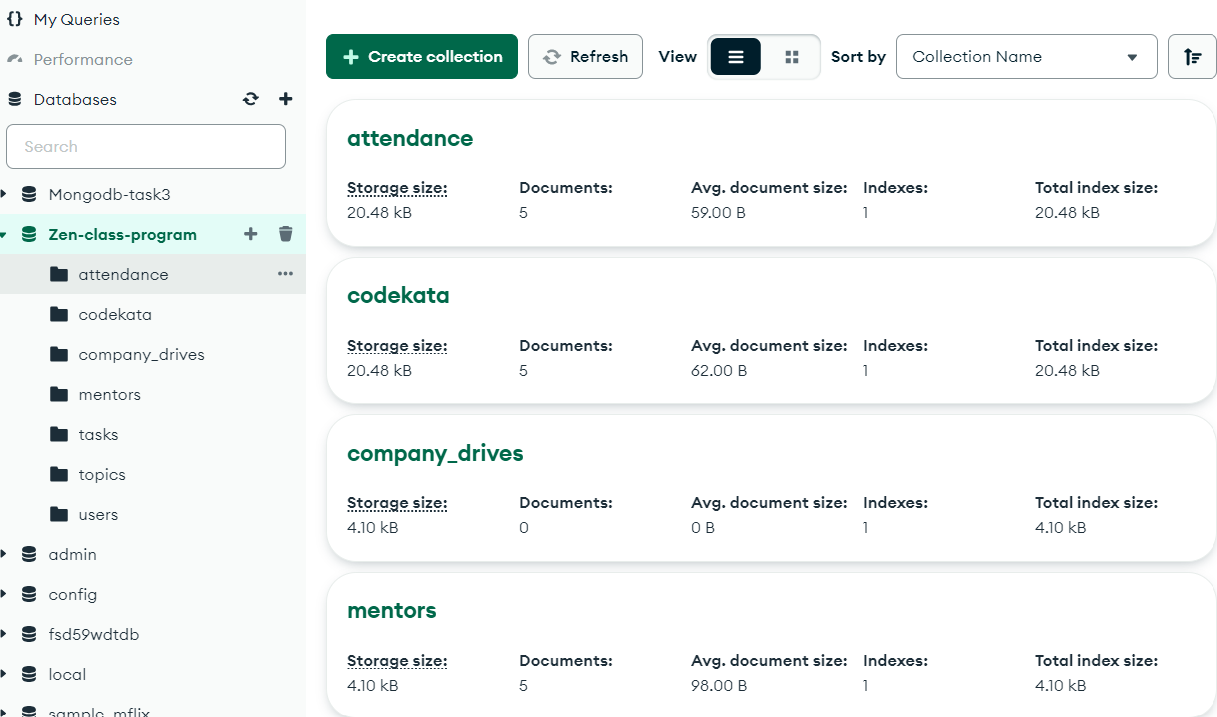 {} My Queries
Performance
Databases
Search
Mongodb-task3
Zen-class-program
attendance
codekata
company_drives
mentors
tasks
topics
users
admin
config
fsd59wdtdb
local
sample_mflix
Create collection Refresh View Sort by Collection Name
attendance
Storage size: Documents: Avg. document size: Indexes: Total index size:
20.48 kB 5 59.00 B 1 20.48 kB
codekata
Storage size: Documents: Avg. document size: Indexes: Total index size:
20.48 kB 5 62.00 B 1 20.48 kB
company_drives
Storage size: Documents: Avg. document size: Indexes: Total index size:
4.10 kB 0 0 B 1 4.10 kB
mentors
Storage size: Documents: Avg. document size: Indexes: Total index size:
4.10 kB 5 98.00 B 1 4.10 kB